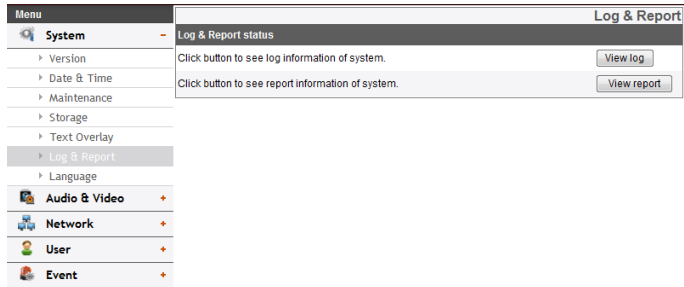 Menu
System -
Version
Date & Time
Maintenance
Storage
Text Overlay
Log & Report
Language
Audio & Video +
Network +
User +
Event +
Log & Report
Log & Report status
Click button to see log information of system. View log
Click button to see report information of system. View report